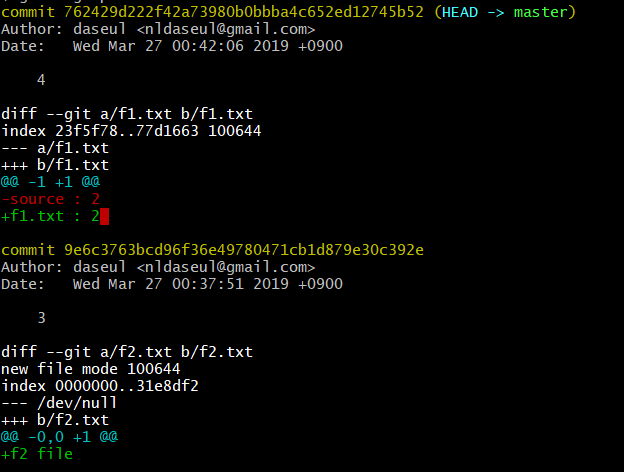 commit 762429d222f42a73980b0bbba4c652ed12745b52 (HEAD -> master)
Author: daseul <nldaseul@gmail.com>
Date:   Wed Mar 27 00:42:06 2019 +0900

    4

diff --git a/f1.txt b/f1.txt
index 23f5f78..77d1663 100644
--- a/f1.txt
+++ b/f1.txt
@@ -1 +1 @@
-source : 2
+f1.txt : 2

commit 9e6c3763bcd96f36e49780471cb1d879e30c392e
Author: daseul <nldaseul@gmail.com>
Date:   Wed Mar 27 00:37:51 2019 +0900

    3

diff --git a/f2.txt b/f2.txt
new file mode 100644
index 0000000..31e8df2
--- /dev/null
+++ b/f2.txt
@@ -0,0 +1 @@
+f2 file